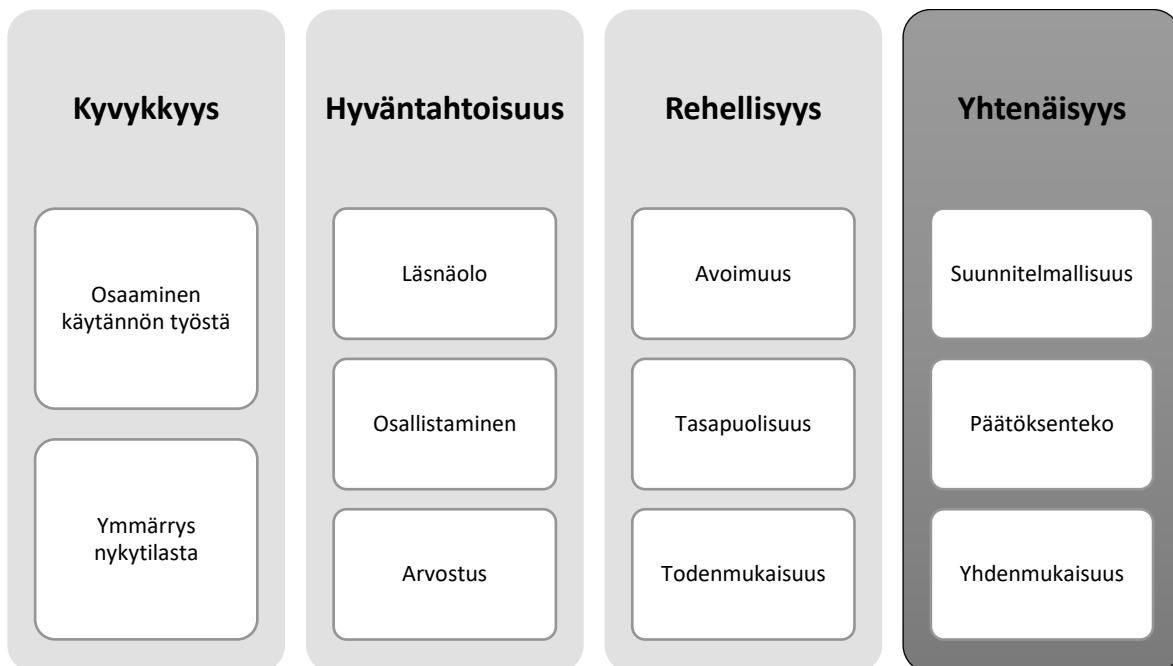 Kyvykkyys
Osaaminen
käytännön työstä
Ymmärrys
nykytilasta
Hyväntahtoisuus
Läsnäolo
Osallistaminen
Arvostus
Rehellisyys
Avoimuus
Tasapuolisuus
Todenmukaisuus
Yhtenäisyys
Suunnitelmallisuus
Päätöksenteko
Yhdenmukaisuus